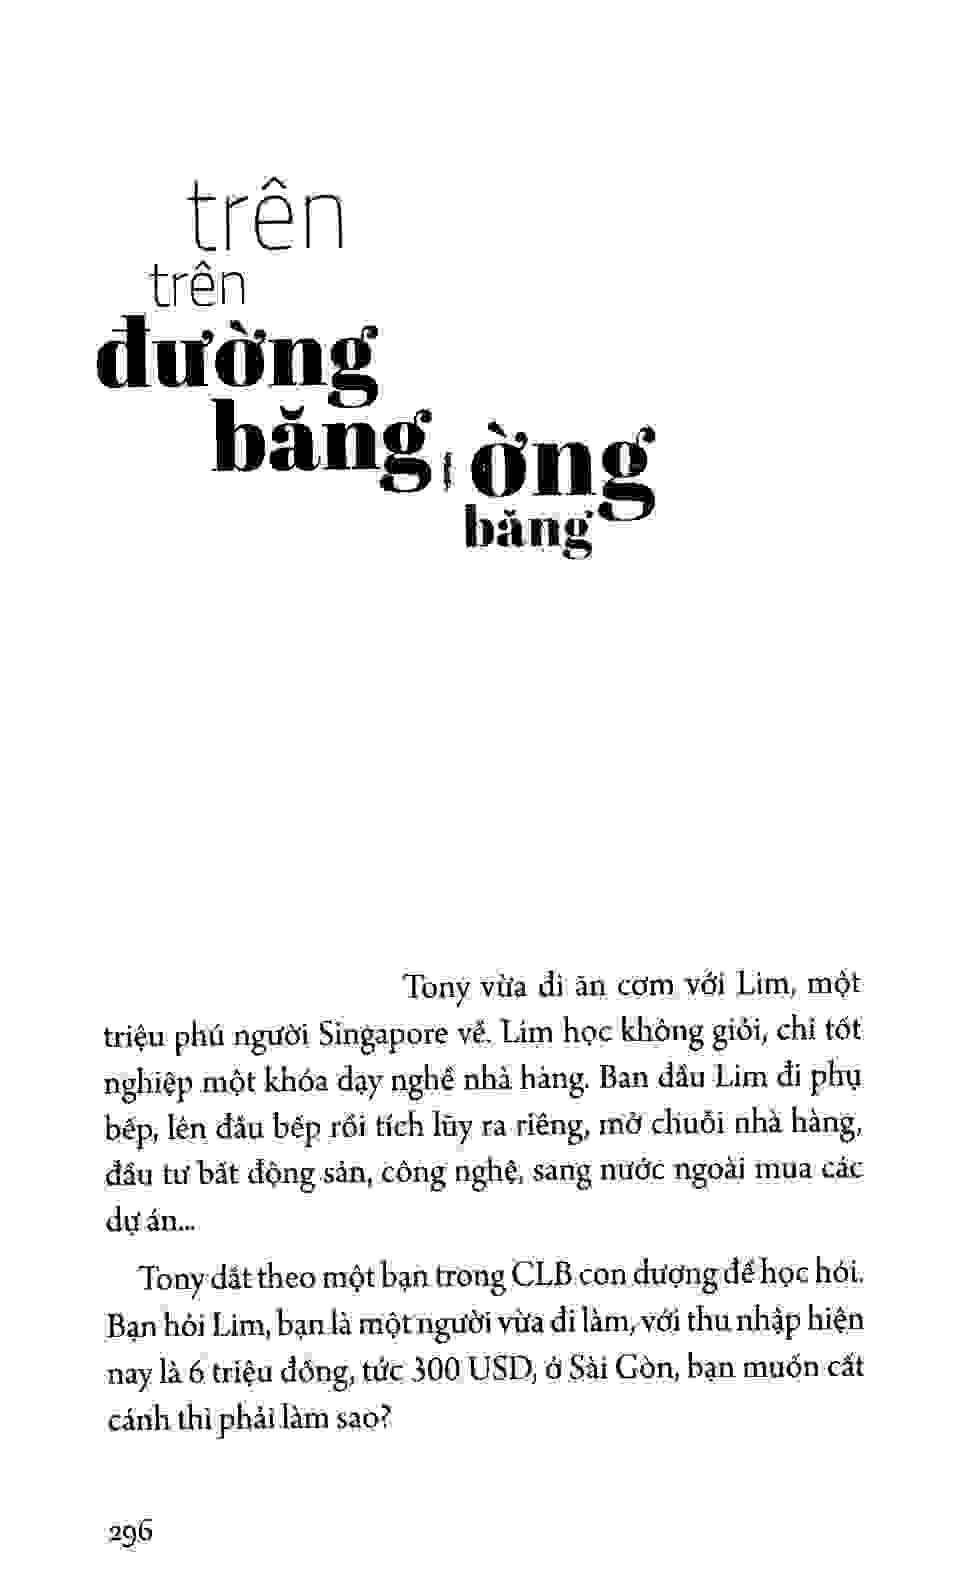 trên
trên
đường
băng
ờng
băng
Tony vừa đi ăn cơm với Lim, một
triệu phú người Singapore về. Lim học không giỏi, chỉ tốt
nghiệp một khóa dạy nghề nhà hàng. Ban đầu Lim đi phụ
bếp, lên đầu bếp rồi tích lũy ra riêng, mở chuỗi nhà hàng,
đầu tư bất động sản, công nghệ, sang nước ngoài mua các
dự án...
Tony dắt theo một bạn trong CLB con dượng để học hỏi.
Bạn hỏi Lim, bạn là một người vừa đi làm, với thu nhập hiện
nay là 6 triệu đồng, tức 300 USD, ở Sài Gòn, bạn muốn cất
cánh thì phải làm sao?
296